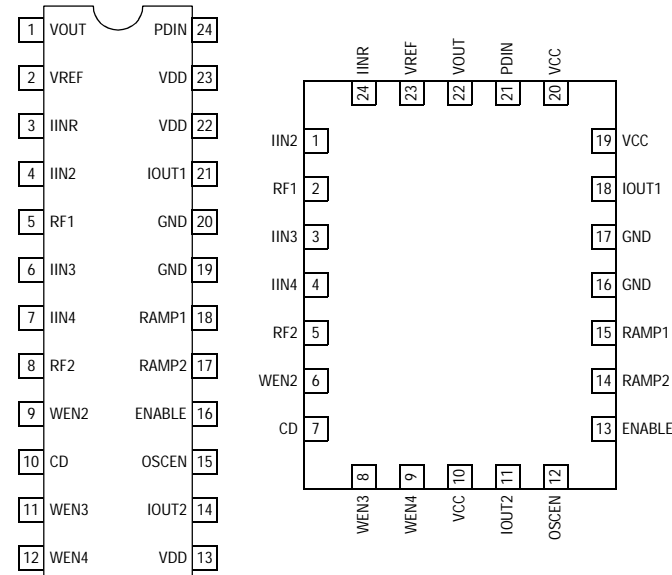 1 VOUT PDIN 24
2 VREF VDD 23
3 IINR VDD 22
4 IIN2 IOUT1 21
5 RF1 GND 20
6 IIN3 GND 19
7 IIN4 RAMP1 18
8 RF2 RAMP2 17
9 WEN2 ENABLE 16
10 CD OSCEN 15
11 WEN3 IOUT2 14
12 WEN4 VDD 13
IINR VREF VOUT PDIN VCC
24 23 22 21 20
IIN2 1 19 VCC
RF1 2 18 IOUT1
IIN3 3 17 GND
IIN4 4 16 GND
RF2 5 15 RAMP1
WEN2 6 14 RAMP2
CD 7 13 ENABLE
8 9 10 11 12
WEN3 WEN4 VCC IOUT2 OSCEN